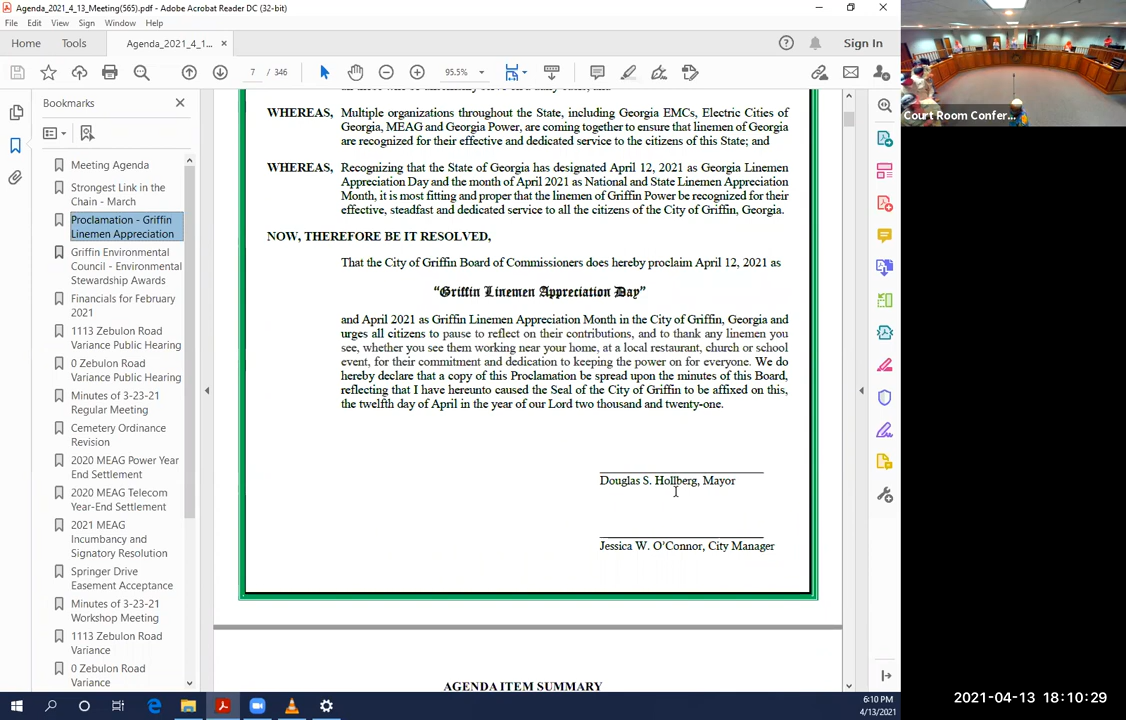 Agenda_2021_4_13_Meeting(565).pdf - Adobe Acrobat Reader DC (32-bit)
File Edit View Sign Window Help
Home Tools Agenda_2021_4_1... × Sign In
7 / 346 95.5%
Bookmarks
Meeting Agenda
Strongest Link in the
Chain - March
Proclamation - Griffin
Linemen Appreciation
Griffin Environmental
Council - Environmental
Stewardship Awards
Financials for February
2021
1113 Zebulon Road
Variance Public Hearing
0 Zebulon Road
Variance Public Hearing
Minutes of 3-23-21
Regular Meeting
Cemetery Ordinance
Revision
2020 MEAG Power Year
End Settlement
2020 MEAG Telecom
Year-End Settlement
2021 MEAG
Incumbancy and
Signatory Resolution
Springer Drive
Easement Acceptance
Minutes of 3-23-21
Workshop Meeting
1113 Zebulon Road
Variance
0 Zebulon Road
Variance
WHEREAS, Multiple organizations throughout the State, including Georgia EMCs, Electric Cities of
Georgia, MEAG and Georgia Power, are coming together to ensure that linemen of Georgia
are recognized for their effective and dedicated service to the citizens of this State; and
WHEREAS, Recognizing that the State of Georgia has designated April 12, 2021 as Georgia Linemen
Appreciation Day and the month of April 2021 as National and State Linemen Appreciation
Month, it is most fitting and proper that the linemen of Griffin Power be recognized for their
effective, steadfast and dedicated service to all the citizens of the City of Griffin, Georgia.
NOW, THEREFORE BE IT RESOLVED,
That the City of Griffin Board of Commissioners does hereby proclaim April 12, 2021 as
“Griffin Linemen Appreciation Day”
and April 2021 as Griffin Linemen Appreciation Month in the City of Griffin, Georgia and
urges all citizens to pause to reflect on their contributions, and to thank any linemen you
see, whether you see them working near your home, at a local restaurant, church or school
event, for their commitment and dedication to keeping the power on for everyone. We do
hereby declare that a copy of this Proclamation be spread upon the minutes of this Board,
reflecting that I have hereunto caused the Seal of the City of Griffin to be affixed on this,
the twelfth day of April in the year of our Lord two thousand and twenty-one.
Douglas S. Hollberg, Mayor
Jessica W. O'Connor, City Manager
AGENDA ITEM SUMMARY
Court Room Confer...
6:10 PM
4/13/2021
2021-04-13 18:10:29